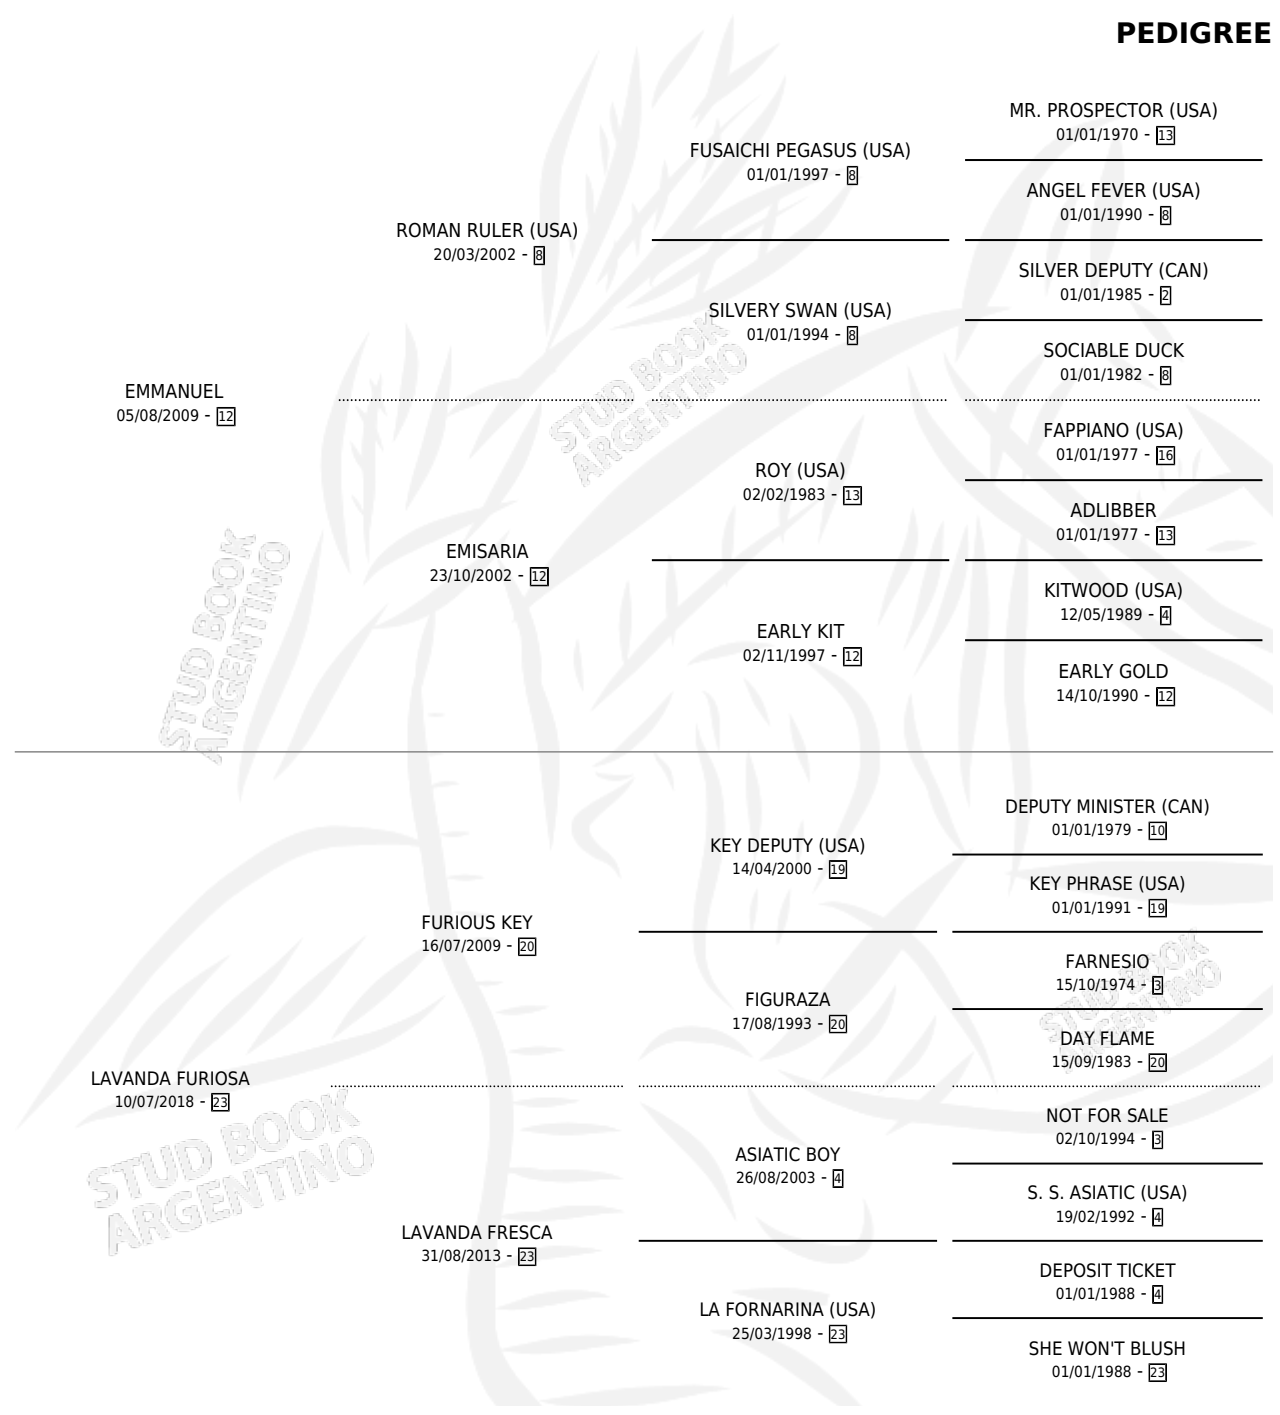 PEDIGREE
MR. PROSPECTOR (USA)
01/01/1970 - 13
FUSAICHI PEGASUS (USA)
01/01/1997 - 8
ANGEL FEVER (USA)
01/01/1990 - 8
ROMAN RULER (USA)
20/03/2002 - 8
SILVER DEPUTY (CAN)
01/01/1985 - 2
SILVERY SWAN (USA)
01/01/1994 - 8
SOCIABLE DUCK
01/01/1982 - 8
STUD BOOK
ARGENTINO
EMMANUEL
05/08/2009 - 12
FAPPIANO (USA)
01/01/1977 - 16
ROY (USA)
02/02/1983 - 13
ADLIBBER
01/01/1977 - 13
EMISARIA
23/10/2002 - 12
KITWOOD (USA)
12/05/1989 - 4
EARLY KIT
02/11/1997 - 12
EARLY GOLD
14/10/1990 - 12
STUD BOOK
ARGENTINO
DEPUTY MINISTER (CAN)
01/01/1979 - 10
KEY DEPUTY (USA)
14/04/2000 - 19
KEY PHRASE (USA)
01/01/1991 - 19
FURIOUS KEY
16/07/2009 - 20
FARNESIO
15/10/1974 - 3
FIGURAZA
17/08/1993 - 20
STUD BOOK
ARGENTINO
DAY FLAME
15/09/1983 - 20
LAVANDA FURIOSA
10/07/2018 - 23
NOT FOR SALE
02/10/1994 - 3
ASIATIC BOY
26/08/2003 - 4
STUD BOOK
ARGENTINO
S. S. ASIATIC (USA)
19/02/1992 - 4
LAVANDA FRESCA
31/08/2013 - 23
DEPOSIT TICKET
01/01/1988 - 4
LA FORNARINA (USA)
25/03/1998 - 23
SHE WON'T BLUSH
01/01/1988 - 23